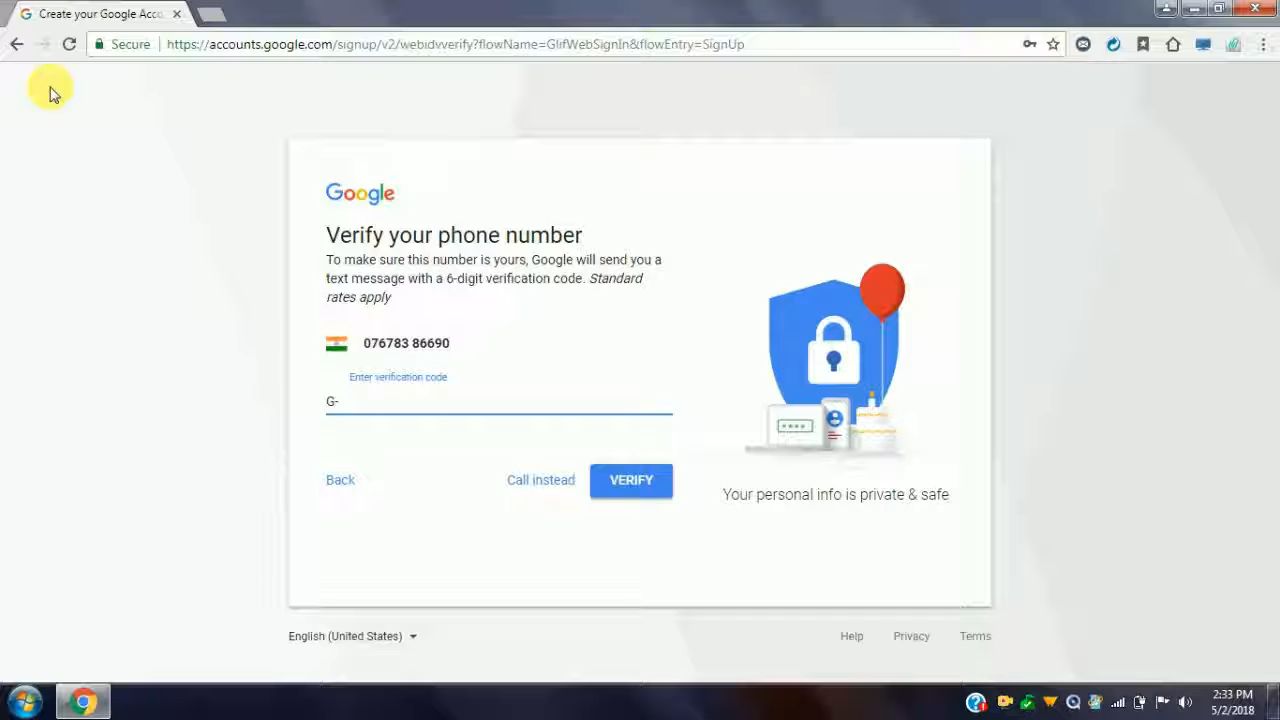 Create your Google Acco
Secure https://accounts.google.com/signup/v2/webidvverify?flowName=GlifWebSignIn&flowEntry=SignUp
Google
Verify your phone number
To make sure this number is yours, Google will send you a
text message with a 6-digit verification code. Standard
rates apply
076783 86690
Enter verification code
G-
Back Call instead VERIFY
Your personal info is private & safe
English (United States) Help Privacy Terms
2:33 PM
5/2/2018